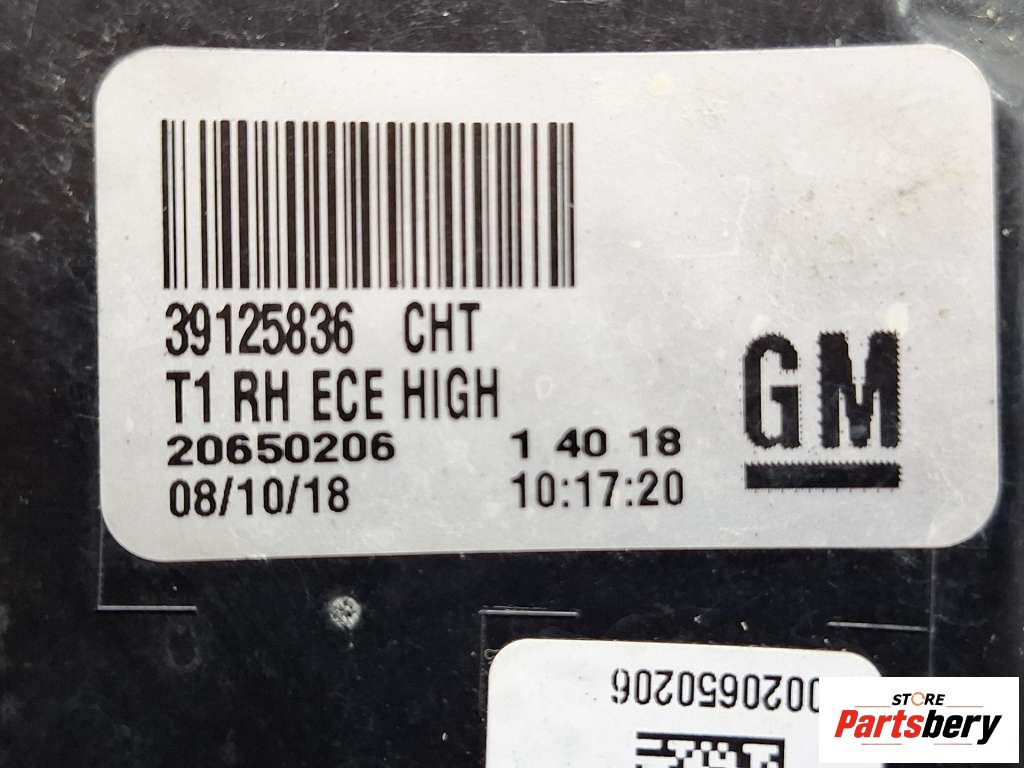 39125836 CHT
T1 RH ECE HIGH
20650206 1 40 18
08/10/18 10:17:20
GM
0020650206
STORE
Partsbery